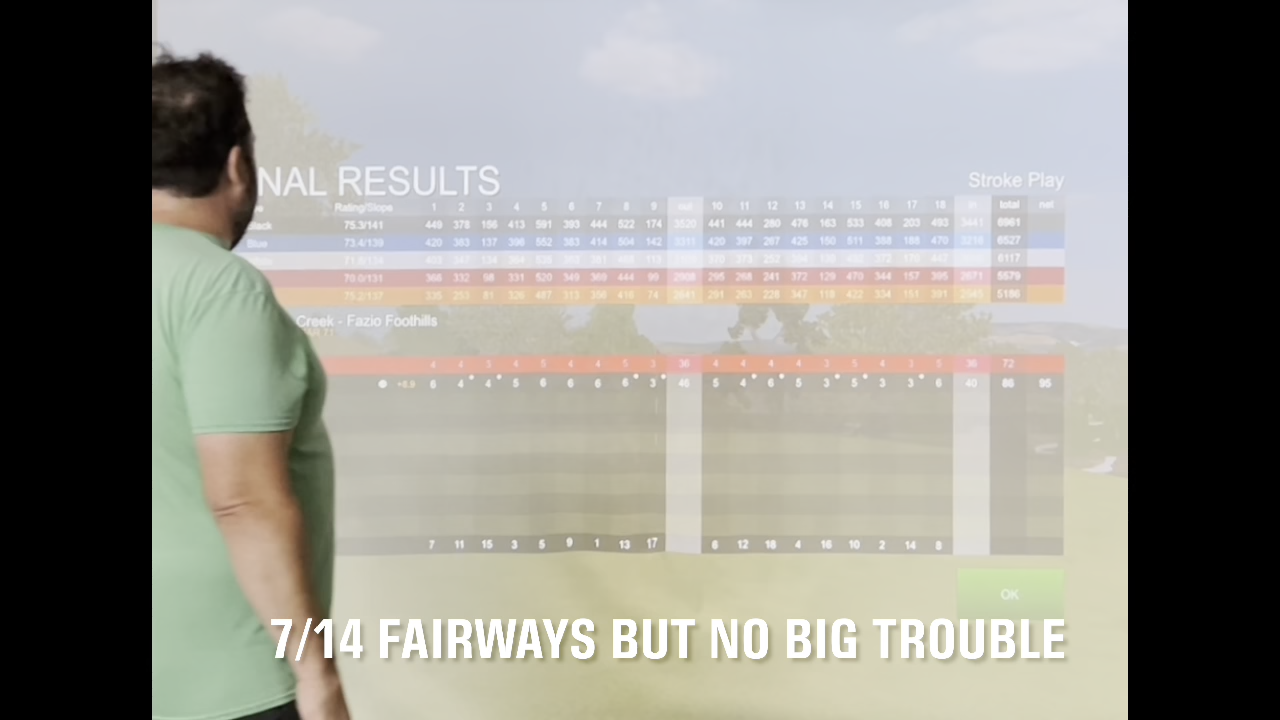 NAL RESULTS
Stroke Play
Rating/Slope 1 2 3 4 5 6 7 8 9 out 10 11 12 13 14 15 16 17 18 in total net
Black 75.3/141 449 378 156 413 591 393 444 522 174 3520 441 444 280 476 163 533 408 203 493 3441 6961
Blue 73.4/139 420 363 137 396 552 383 414 504 142 3311 420 397 267 425 150 511 388 188 470 3216 6527
6117
70.0/131 368 332 98 331 520 349 369 444 99 295 268 241 372 129 470 344 157 395 5579
75.2/137 335 253 81 326 487 313 356 416 74 2641 291 263 228 347 118 422 334 151 391 2545 5186
Creek - Fazio Foothills
4 4 3 4 5 4 4 5 3 36 4 4 4 4 3 5 4 3 5 36 72
6 4 4 5 6 6 6 6 3 46 5 4 6 5 3 5 3 3 6 40 86 95
7 11 15 3 5 9 1 13 17 6 12 18 4 16 10 2 14 8
OK
7/14 FAIRWAYS BUT NO BIG TROUBLE